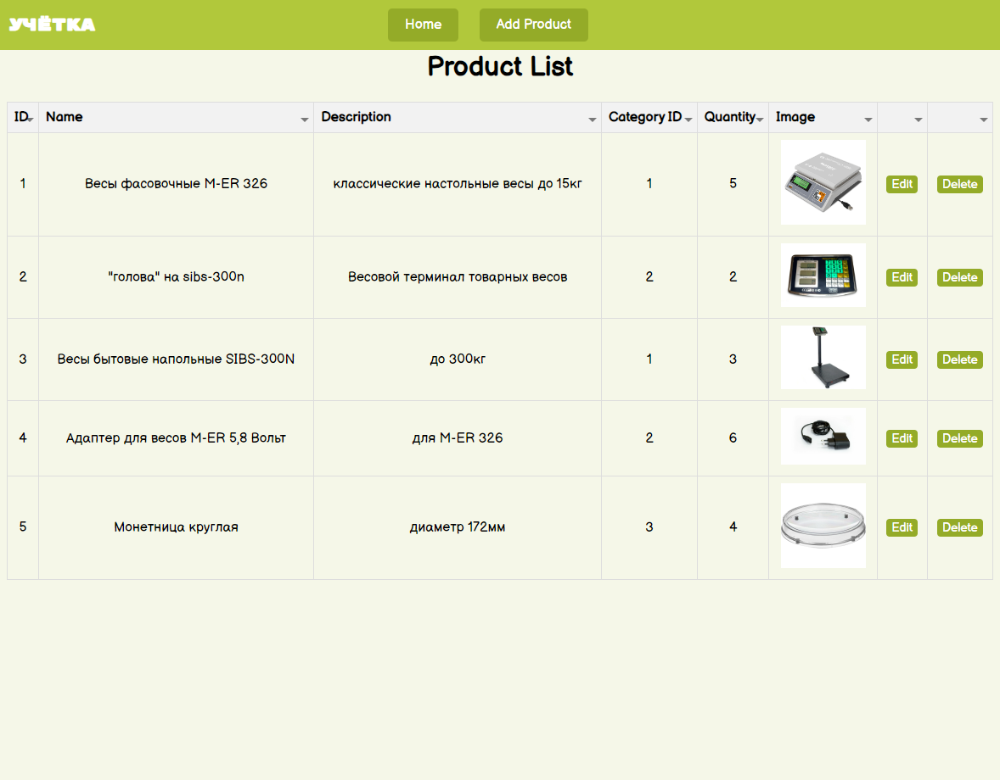 УЧЁТКА
Home
Add Product
Product List
ID Name Description Category ID Quantity Image
1 Весы фасовочные M-ER 326 классические настольные весы до 15кг 1 5 Edit Delete
2 "голова" на sibs-300n Весовой терминал товарных весов 2 2 Edit Delete
3 Весы бытовые напольные SIBS-300N до 300кг 1 3 Edit Delete
4 Адаптер для весов M-ER 5,8 Вольт для M-ER 326 2 6 Edit Delete
5 Монетница круглая диаметр 172мм 3 4 Edit Delete